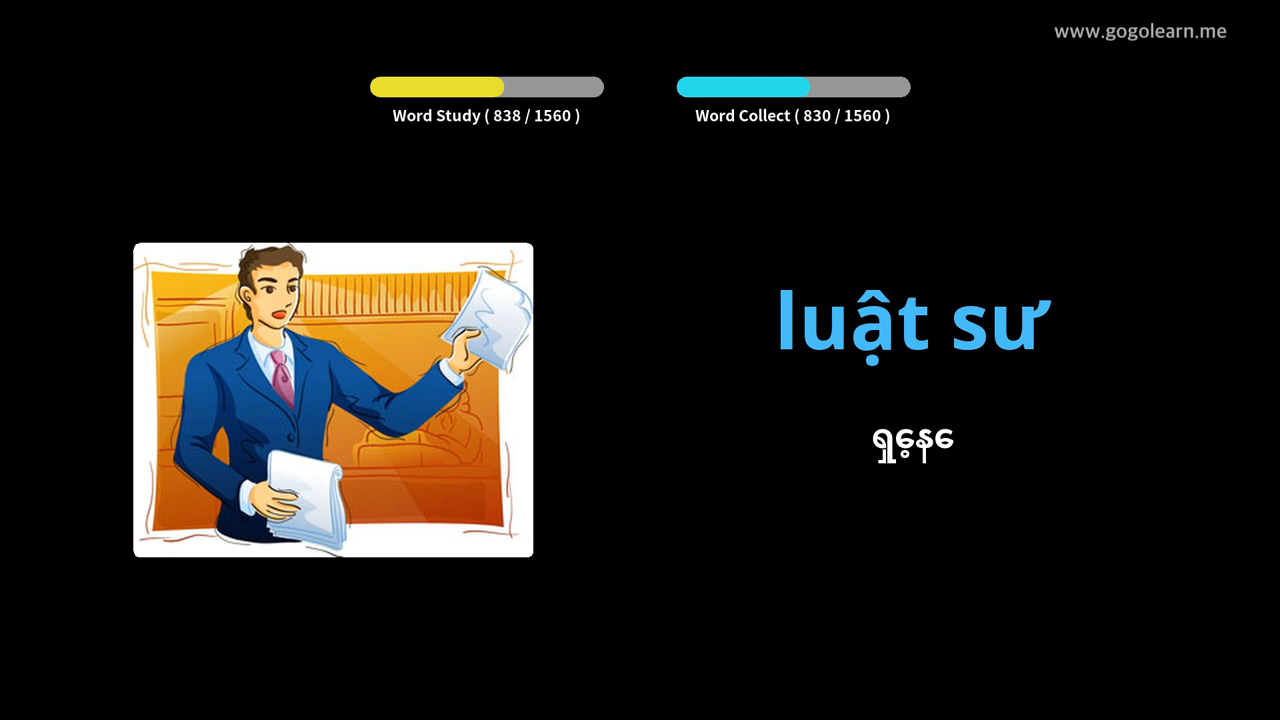 www.gogolearn.me
Word Study ( 838 / 1560 )
Word Collect ( 830 / 1560 )
luật sư
ရှေ့နေ